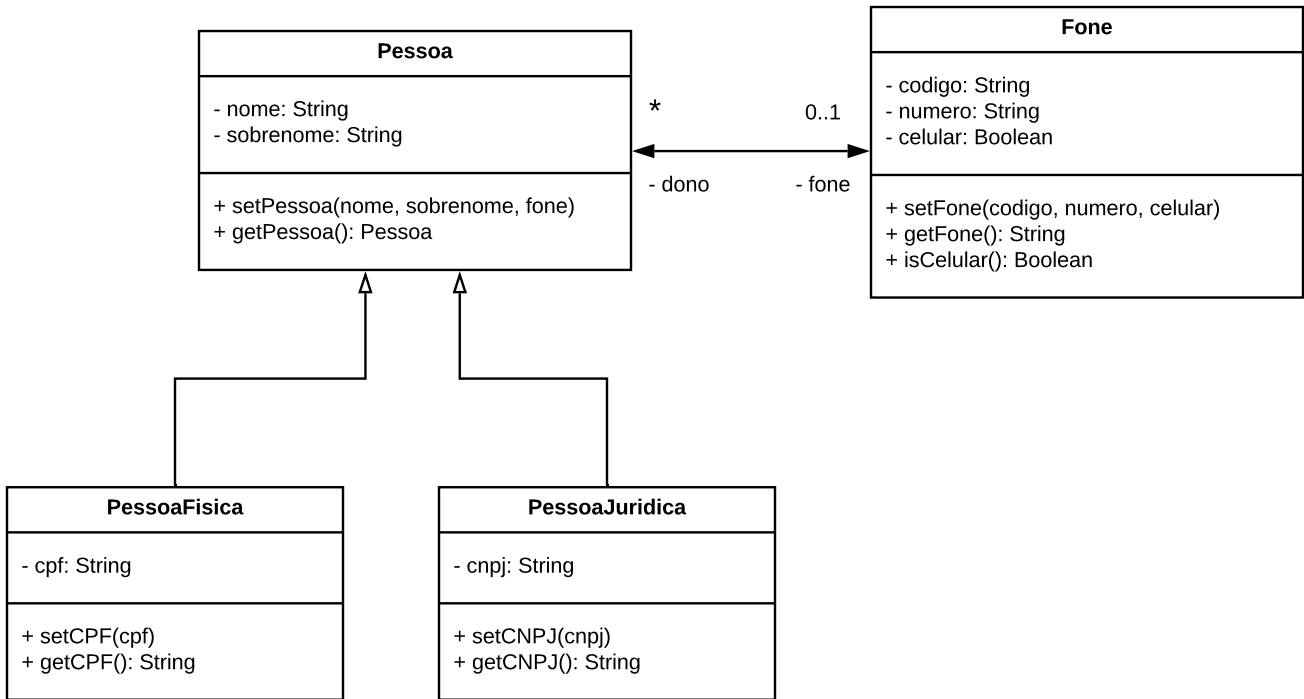 Pessoa
- nome: String
- sobrenome: String
+ setPessoa(nome, sobrenome, fone)
+ getPessoa(): Pessoa
*
0..1
- dono
- fone
Fone
- codigo: String
- numero: String
- celular: Boolean
+ setFone(codigo, numero, celular)
+ getFone(): String
+ isCelular(): Boolean
PessoaFisica
- cpf: String
+ setCPF(cpf)
+ getCPF(): String
PessoaJuridica
- cnpj: String
+ setCNPJ(cnpj)
+ getCNPJ(): String